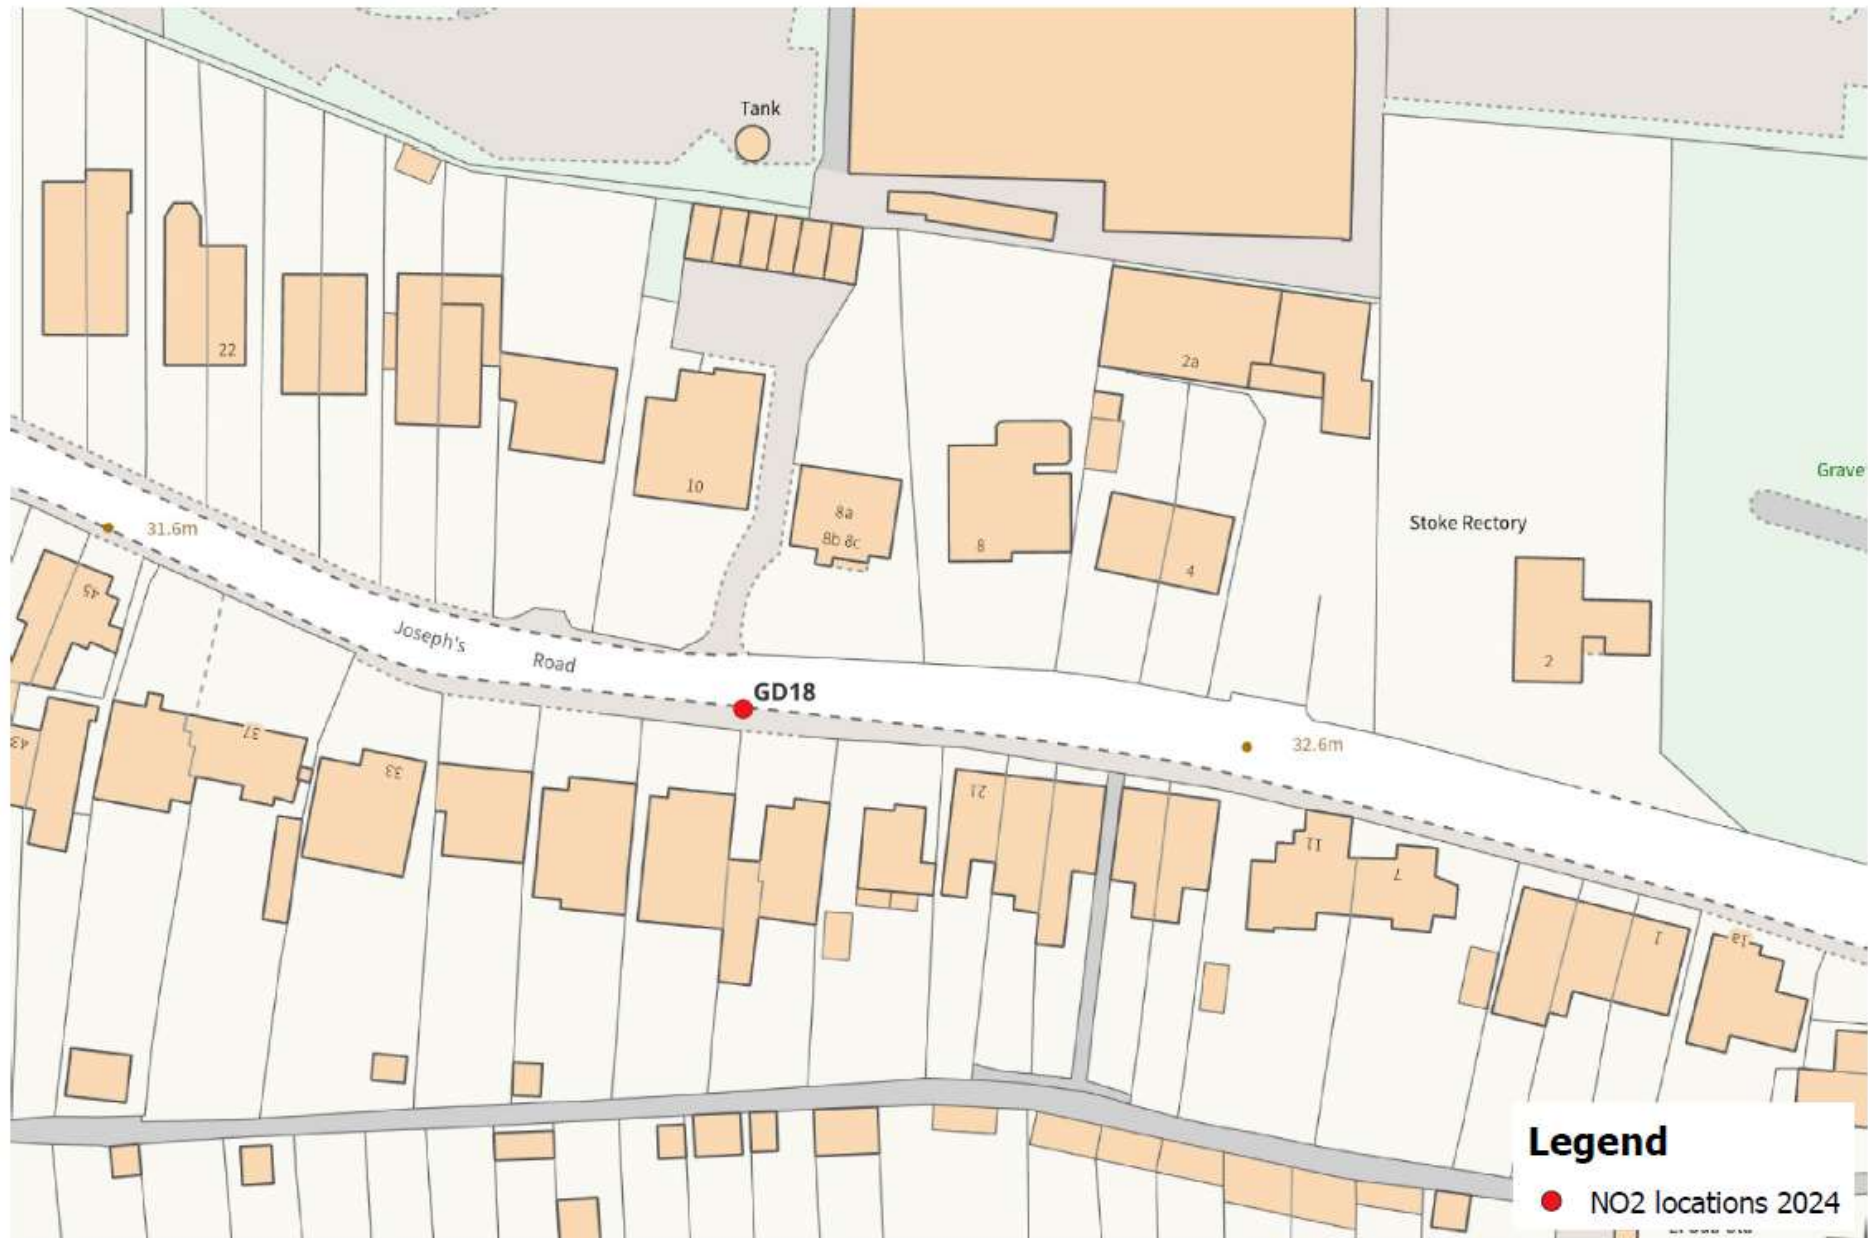 Tank
22
2a
10
8a
8b 8c
8
4
Stoke Rectory
Grave
31.6m
45
Joseph's
Road
2
GD18
32.6m
43
37
33
21
11
7
1
1a
Legend
NO2 locations 2024